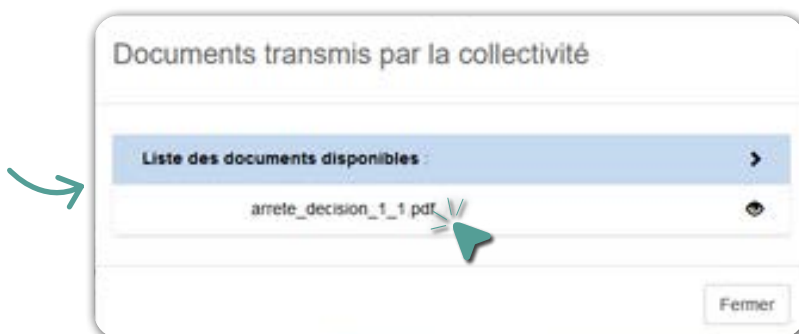 Documents transmis par la collectivité
Liste des documents disponibles :
arrete_decision_1_1.pdf
Fermer